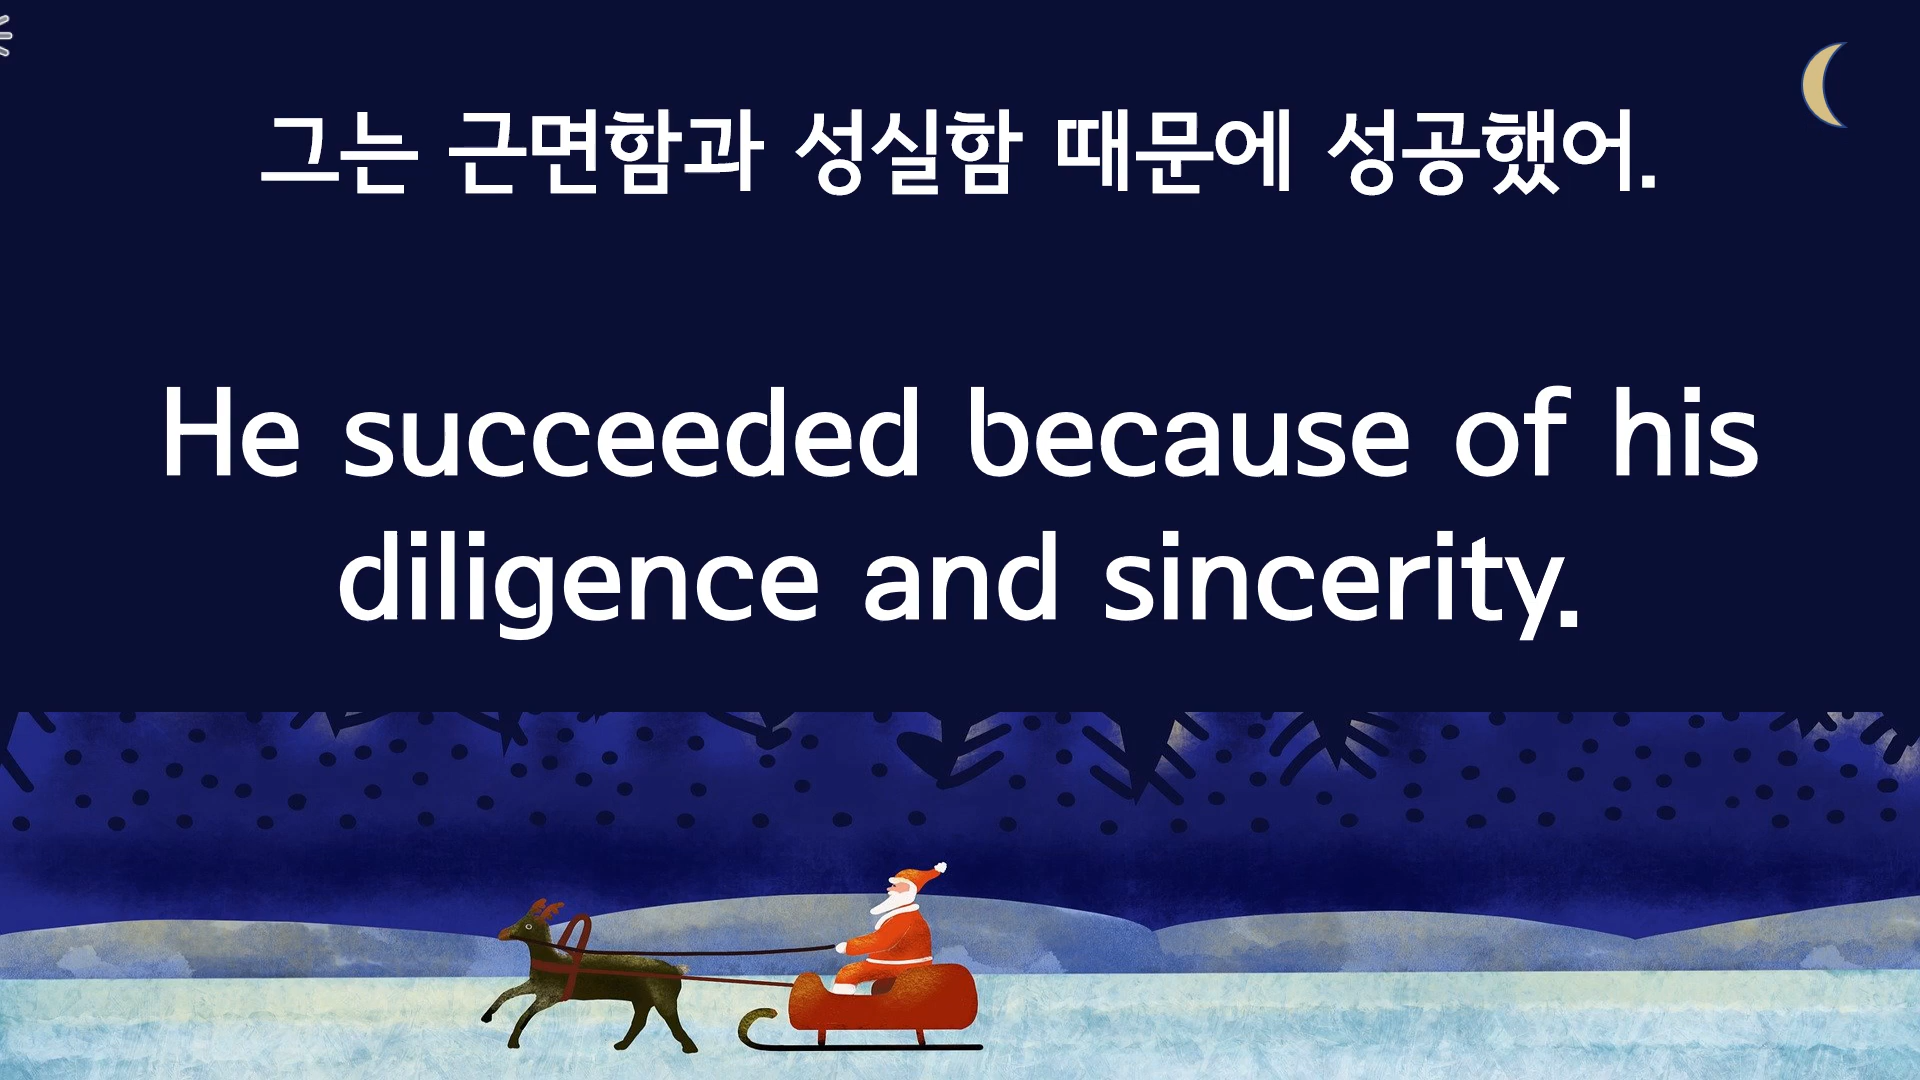 그는 근면함과 성실함 때문에 성공했어.
He succeeded because of his
diligence and sincerity.